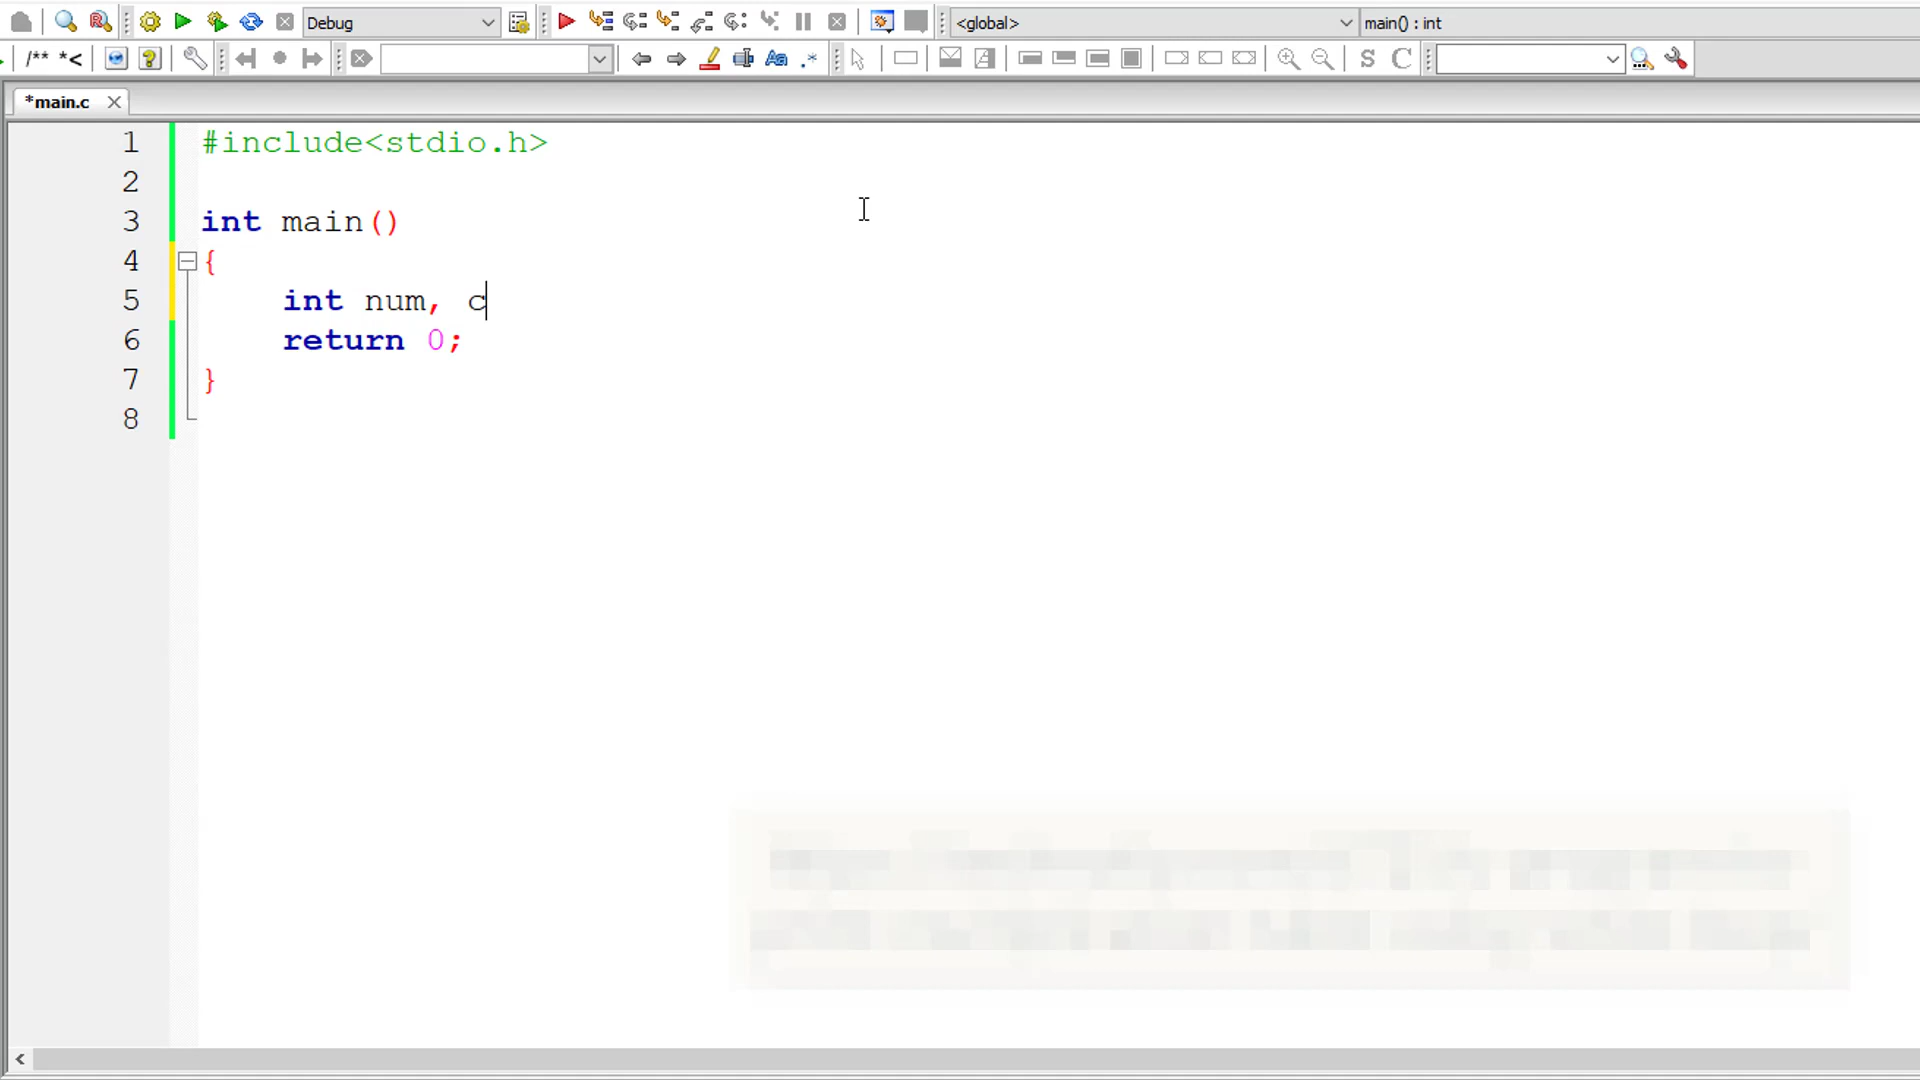 Debug
<global>
main() : int
/** *<
Aa
.*
S
C
*main.c
1 #include<stdio.h>
2
3 int main()
4 {
5 int num, c
6 return 0;
7 }
8